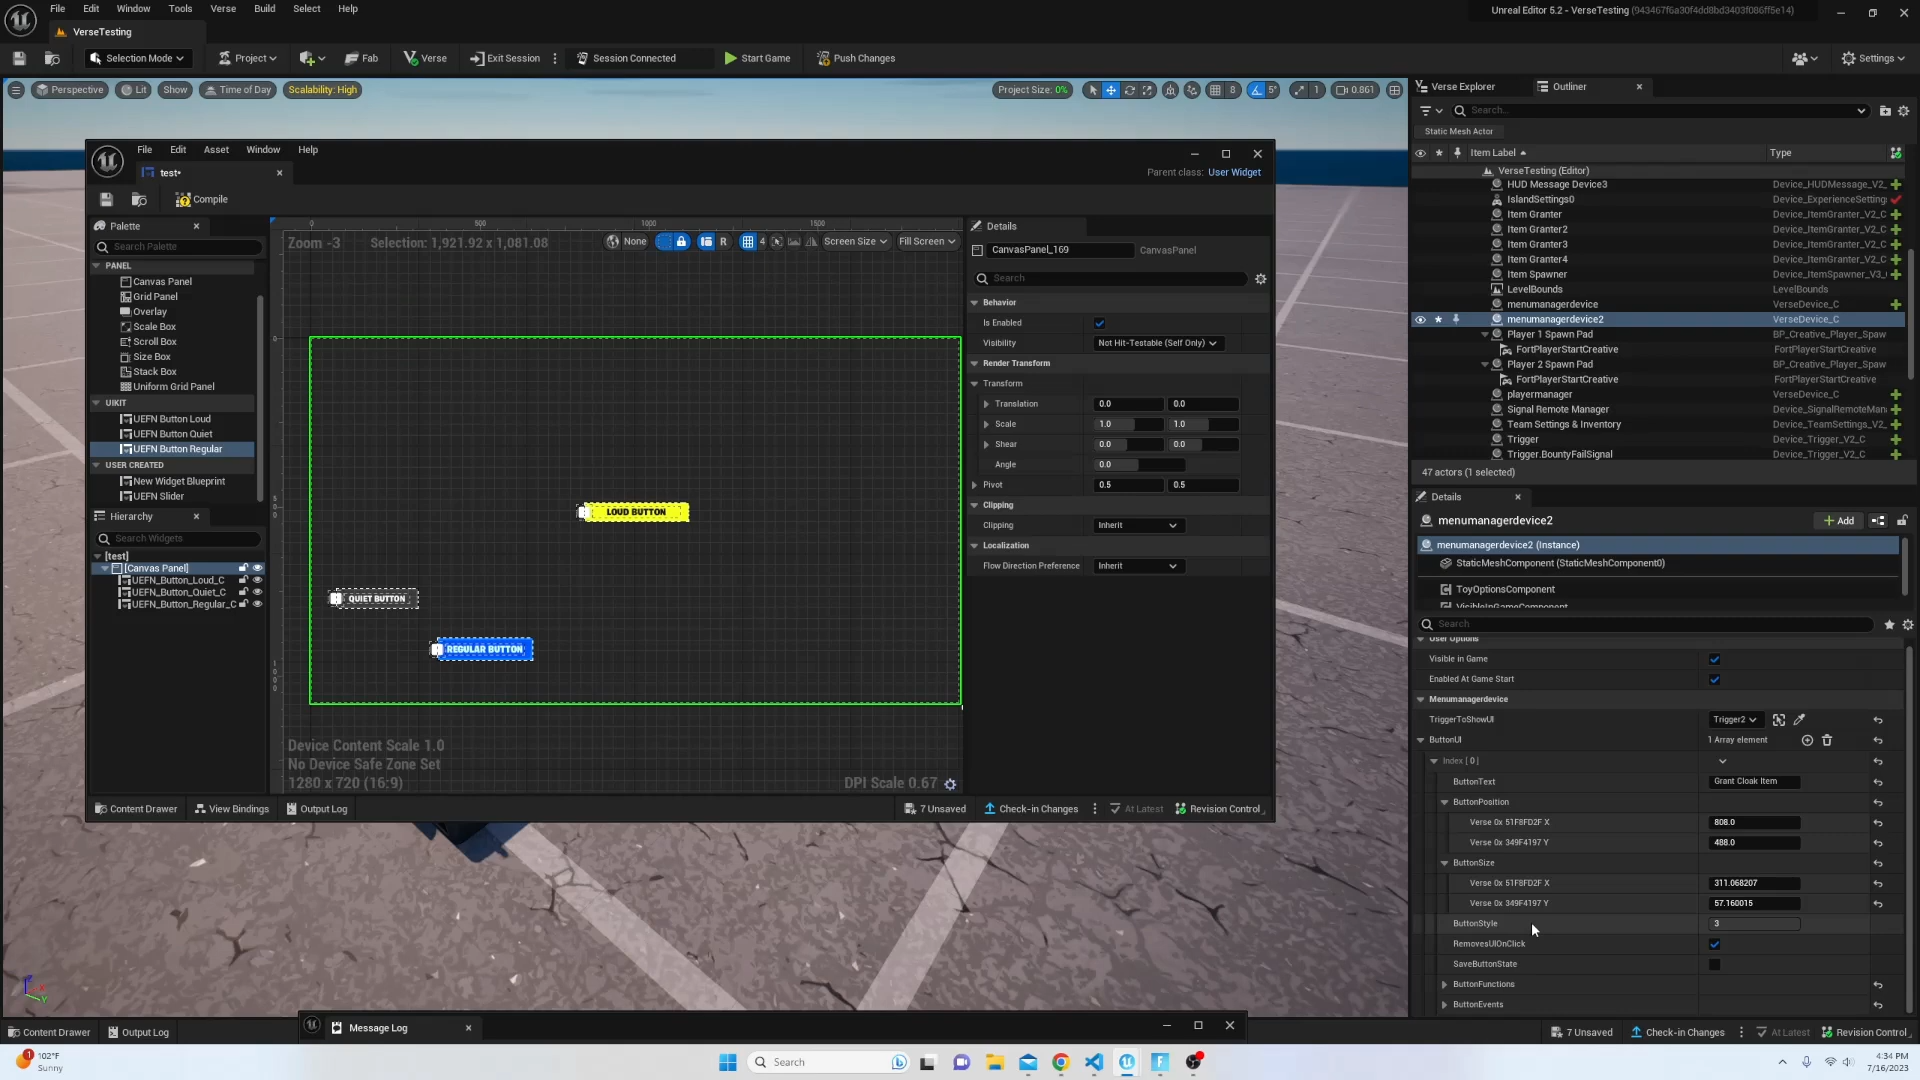 File Edit Window Tools Verse Build Select Help
Unreal Editor 5.2 - VerseTesting (943467f6a30f4dd8bd3403f086ff5e14)
VerseTesting
Selection Mode Project Fab Verse Exit Session Session Connected Start Game Push Changes Settings
Perspective Lit Show Time of Day Scalability: High Project Size: 0% 8 5° 1 0.861
Verse Explorer Outliner
Search...
Static Mesh Actor
Item Label Type
VerseTesting (Editor)
HUD Message Device3 Device_HUDMessage_V2_
IslandSettings0 Device_ExperienceSetting
Item Granter Device_ItemGranter_V2_C
Item Granter2 Device_ItemGranter_V2_C
Item Granter3 Device_ItemGranter_V2_C
Item Granter4 Device_ItemGranter_V2_C
Item Spawner Device_ItemSpawner_V3_
LevelBounds LevelBounds
menumanagerdevice VerseDevice_C
menumanagerdevice2 VerseDevice_C
Player 1 Spawn Pad BP_Creative_Player_Spaw
FortPlayerStartCreative FortPlayerStartCreative
Player 2 Spawn Pad BP_Creative_Player_Spaw
FortPlayerStartCreative FortPlayerStartCreative
playermanager VerseDevice_C
Signal Remote Manager Device_SignalRemoteMan
Team Settings & Inventory Device_TeamSettings_V2_
Trigger Device_Trigger_V2_C
Trigger.BountyFailSignal Device_Trigger_V2_C
47 actors (1 selected)
Details
menumanagerdevice2 Add
menumanagerdevice2 (Instance)
StaticMeshComponent (StaticMeshComponent0)
ToyOptionsComponent
VisibleInGameComponent
Search
User Options
Visible in Game
Enabled At Game Start
Menumanagerdevice
TriggerToShowUI Trigger2
ButtonUI 1 Array element
Index [ 0 ]
ButtonText Grant Cloak Item
ButtonPosition
Verse 0x 51F8FD2F X 808.0
Verse 0x 349F4197 Y 488.0
ButtonSize
Verse 0x 51F8FD2F X 311.068207
Verse 0x 349F4197 Y 57.160015
ButtonStyle 3
RemovesUIOnClick
SaveButtonState
ButtonFunctions
ButtonEvents
File Edit Asset Window Help
test•
Parent class: User Widget
Compile
Palette
Search Palette
PANEL
Canvas Panel
Grid Panel
Overlay
Scale Box
Scroll Box
Size Box
Stack Box
Uniform Grid Panel
UIKIT
UEFN Button Loud
UEFN Button Quiet
UEFN Button Regular
USER CREATED
New Widget Blueprint
UEFN Slider
Hierarchy
Search Widgets
[test]
[Canvas Panel]
UEFN_Button_Loud_C
UEFN_Button_Quiet_C
UEFN_Button_Regular_C
0 500 1000 1500
Zoom -3 Selection: 1,921.92 x 1,081.08 None R 4 Screen Size Fill Screen
0
500
1000
LOUD BUTTON
QUIET BUTTON
REGULAR BUTTON
Device Content Scale 1.0
No Device Safe Zone Set
1280 x 720 (16:9)
DPI Scale 0.67
Details
CanvasPanel_169 CanvasPanel
Search
Behavior
Is Enabled
Visibility Not Hit-Testable (Self Only)
Render Transform
Transform
Translation 0.0 0.0
Scale 1.0 1.0
Shear 0.0 0.0
Angle 0.0
Pivot 0.5 0.5
Clipping
Clipping Inherit
Localization
Flow Direction Preference Inherit
Content Drawer View Bindings Output Log 7 Unsaved Check-in Changes At Latest Revision Control
Content Drawer Output Log Message Log 7 Unsaved Check-in Changes At Latest Revision Control
1
102°F
Sunny
Search
4:34 PM
7/16/2023